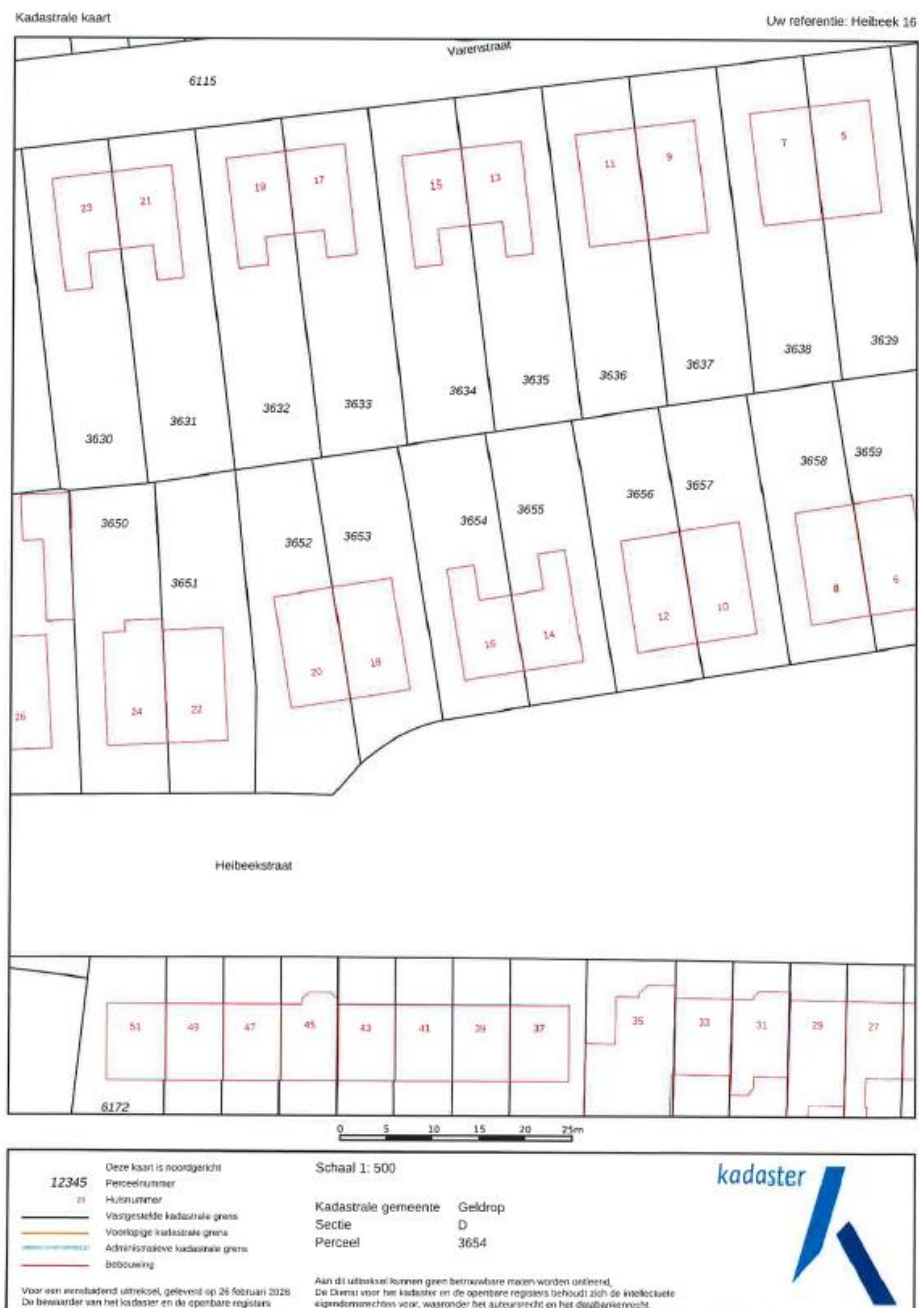 Kadastrale kaart
Uw referentie: Heibeek 16
Varenstraat
6115
23 21 19 17 15 13 11 9 7 5
3630 3631 3632 3633 3634 3635 3636 3637 3638 3639
3650 3651 3652 3653 3654 3655 3656 3657 3658 3659
26 24 22 20 18 16 14 12 10 8 6
Heibeekstraat
51 49 47 45 43 41 39 37 35 33 31 29 27
6172
0 5 10 15 20 25m
Deze kaart is noordgericht
12345 Perceelnummer
Huisnummer
Vastgestelde kadastrale grens
Voorlopige kadastrale grens
Administratieve kadastrale grens
Bebouwing
Voor een eensluidend uittreksel, geleverd op 26 februari 2026
De bewaarder van het kadaster en de openbare registers
Schaal 1: 500
Kadastrale gemeente Geldrop
Sectie D
Perceel 3654
Aan dit uittreksel kunnen geen betrouwbare maten worden ontleend.
De Dienst voor het kadaster en de openbare registers behoudt zich de intellectuele
eigendomsrechten voor, waaronder het auteursrecht en het databankenrecht.
kadaster